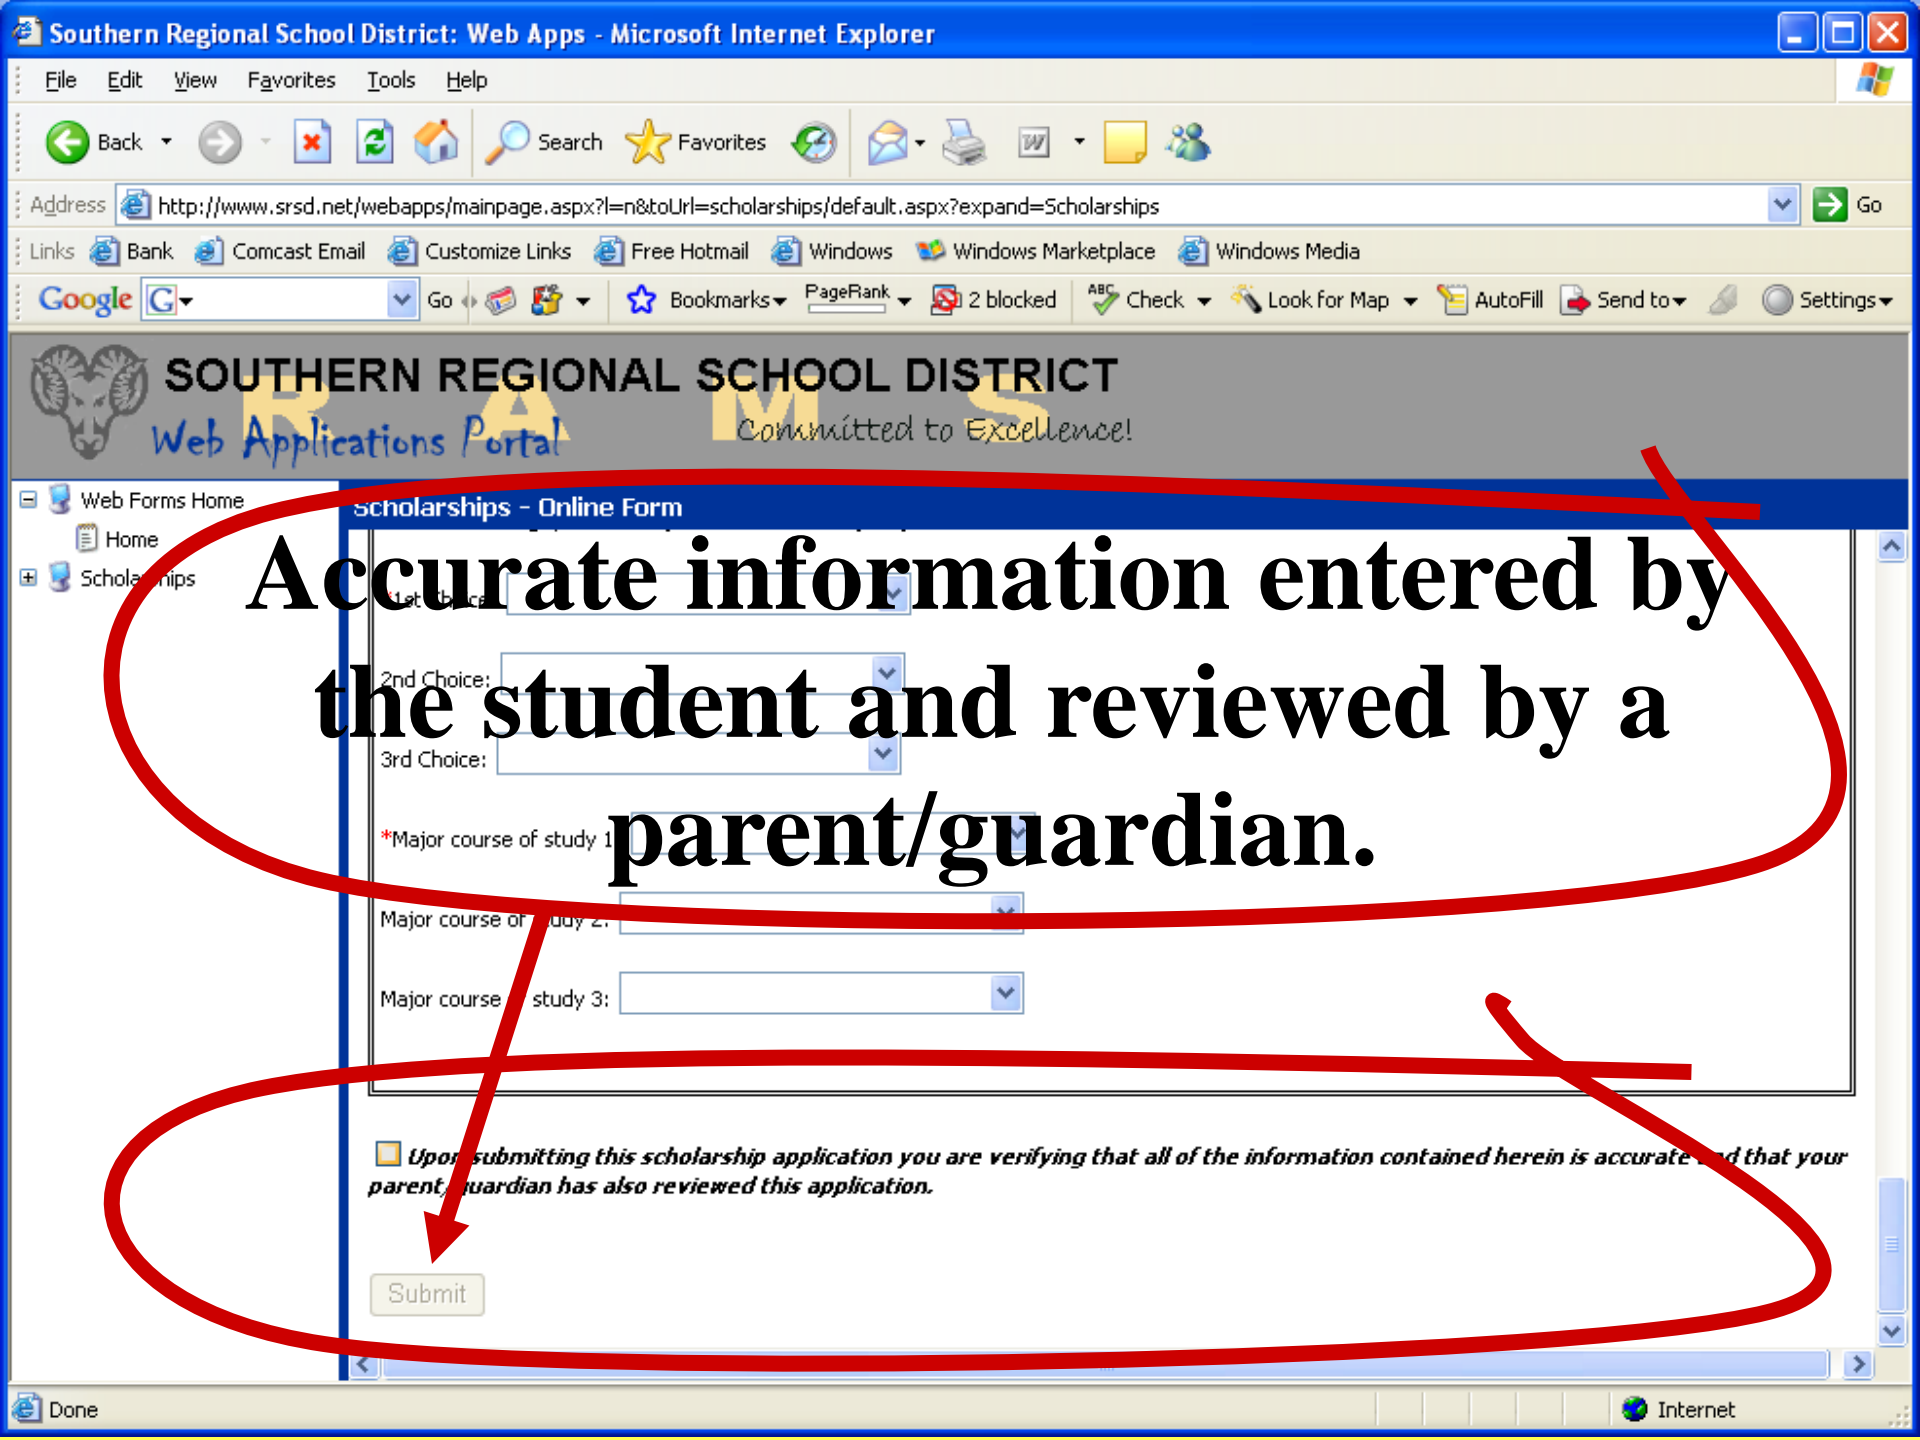 Southern Regional School District: Web Apps - Microsoft Internet Explorer
File Edit View Favorites Tools Help
Back Search Favorites
Address http://www.srsd.net/webapps/mainpage.aspx?l=n&toUrl=scholarships/default.aspx?expand=Scholarships Go
Links Bank Comcast Email Customize Links Free Hotmail Windows Windows Marketplace Windows Media
Google G Go Bookmarks PageRank 2 blocked ABC Check Look for Map AutoFill Send to Settings
SOUTHERN REGIONAL SCHOOL DISTRICT
R A M S
Web Applications Portal Committed to Excellence!
Web Forms Home
Home
Scholarships
Scholarships - Online Form
Accurate information entered by
the student and reviewed by a
parent/guardian.
*1st Choice:
2nd Choice:
3rd Choice:
*Major course of study 1
Major course of study 2:
Major course of study 3:
Upon submitting this scholarship application you are verifying that all of the information contained herein is accurate and that your
parent/guardian has also reviewed this application.
Submit
Done Internet